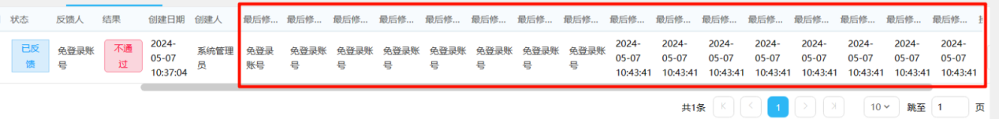 状态 反馈人 结果 创建日期 创建人 最后修... 最后修... 最后修... 最后修... 最后修... 最后修... 最后修... 最后修... 最后修... 最后修... 最后修... 最后修... 最后修... 最后修... 最后修... 最后修...
已反馈 免登录账号 不通过 2024-05-07 10:37:04 系统管理员 免登录账号 免登录账号 免登录账号 免登录账号 免登录账号 免登录账号 免登录账号 免登录账号 2024-05-07 10:43:41 2024-05-07 10:43:41 2024-05-07 10:43:41 2024-05-07 10:43:41 2024-05-07 10:43:41 2024-05-07 10:43:41 2024-05-07 10:43:41 2024-05-07 10:43:41
共1条 1 10 跳至 1 页